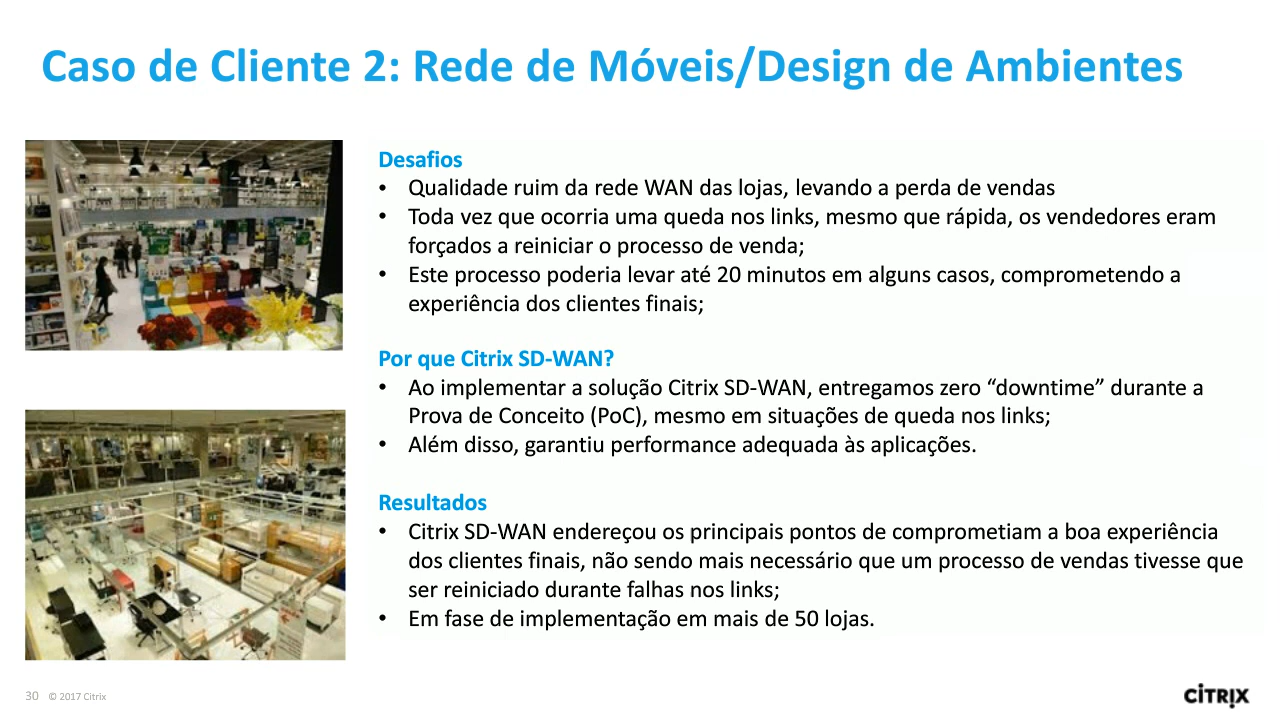 Caso de Cliente 2: Rede de Móveis/Design de Ambientes
Desafios
• Qualidade ruim da rede WAN das lojas, levando a perda de vendas
• Toda vez que ocorria uma queda nos links, mesmo que rápida, os vendedores eram
forçados a reiniciar o processo de venda;
• Este processo poderia levar até 20 minutos em alguns casos, comprometendo a
experiência dos clientes finais;
Por que Citrix SD-WAN?
• Ao implementar a solução Citrix SD-WAN, entregamos zero “downtime” durante a
Prova de Conceito (PoC), mesmo em situações de queda nos links;
• Além disso, garantiu performance adequada às aplicações.
Resultados
• Citrix SD-WAN endereçou os principais pontos de comprometiam a boa experiência
dos clientes finais, não sendo mais necessário que um processo de vendas tivesse que
ser reiniciado durante falhas nos links;
• Em fase de implementação em mais de 50 lojas.
30 © 2017 Citrix
CITRIX